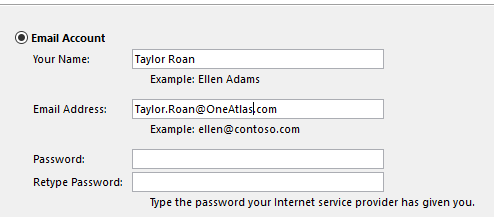 Email Account
Your Name: Taylor Roan
Example: Ellen Adams
Email Address: Taylor.Roan@OneAtlas.com
Example: ellen@contoso.com
Password:
Retype Password:
Type the password your Internet service provider has given you.